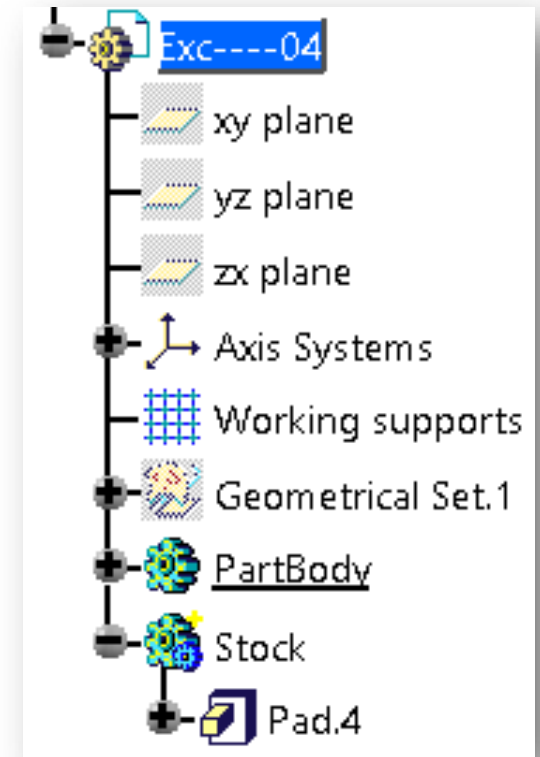 Exc----04
xy plane
yz plane
zx plane
Axis Systems
Working supports
Geometrical Set.1
PartBody
Stock
Pad.4